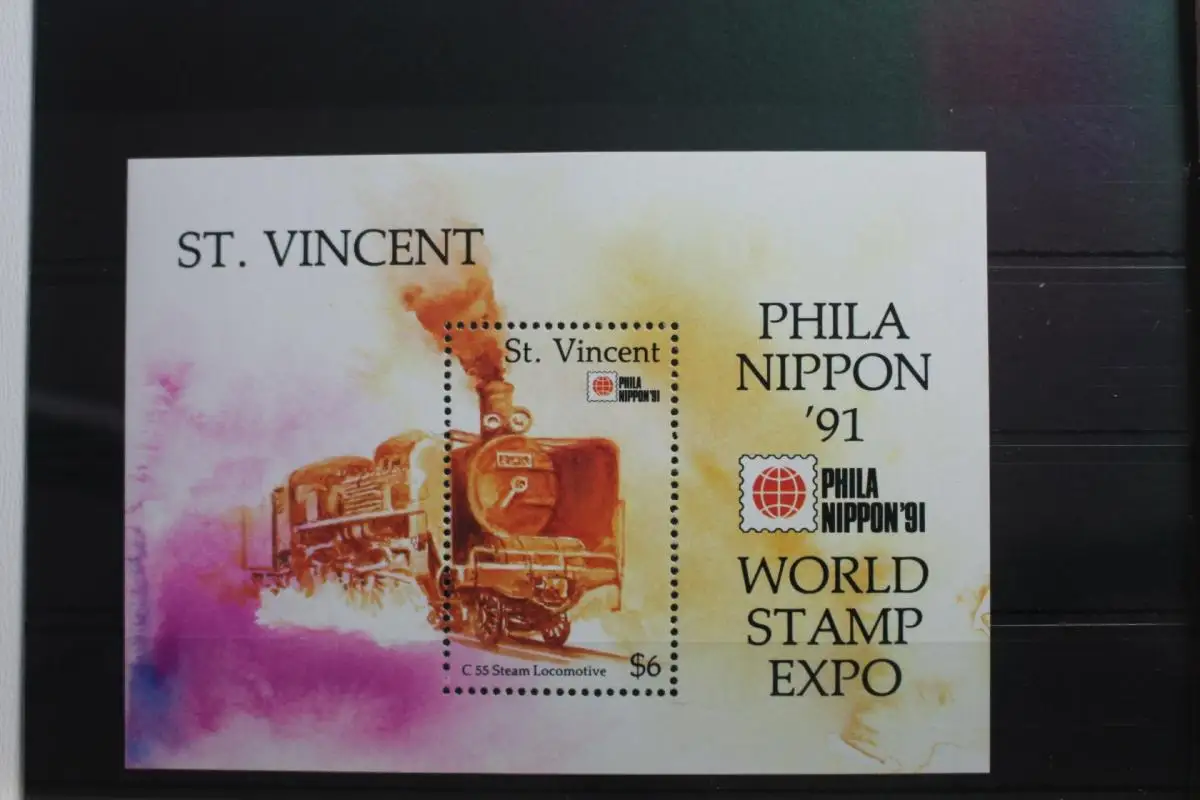 ST. VINCENT
St. Vincent
PHILA
NIPPON'91
C 55 Steam Locomotive
$6
PHILA
NIPPON
'91
PHILA
NIPPON'91
WORLD
STAMP
EXPO